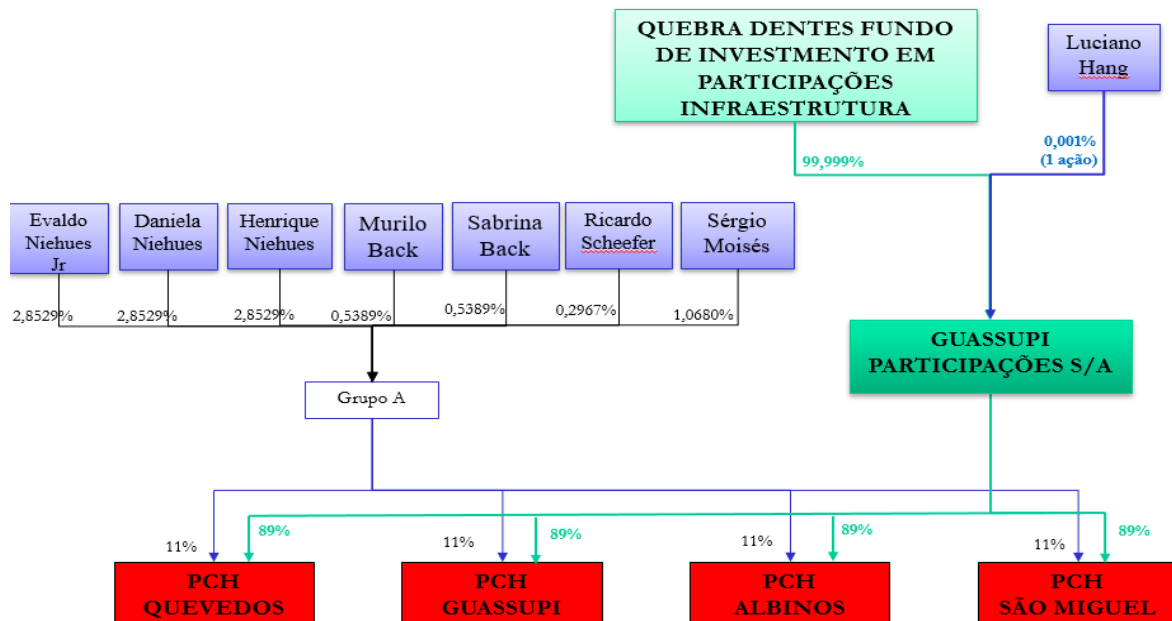 QUEBRA DENTES FUNDO
DE INVESTMENTO EM
PARTICIPAÇÕES
INFRAESTRUTURA
Luciano
Hang
99,999%
0,001%
(1 ação)
Evaldo
Niehues
Jr
Daniela
Niehues
Henrique
Niehues
Murilo
Back
Sabrina
Back
Ricardo
Scheefer
Sérgio
Moisés
2,8529%
2,8529%
2,8529%
0,5389%
0,5389%
0,2967%
1,0680%
GUASSUPI
PARTICIPAÇÕES S/A
Grupo A
11%
89%
11%
89%
11%
89%
11%
89%
PCH
QUEVEDOS
PCH
GUASSUPI
PCH
ALBINOS
PCH
SÃO MIGUEL